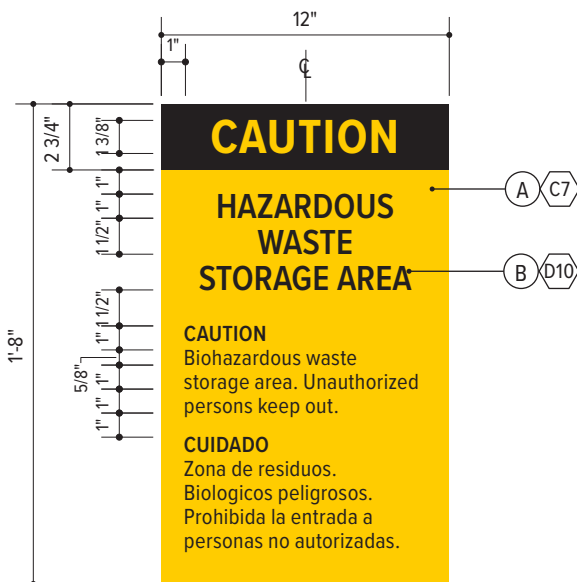 12"
1"
℄
2 3/4"
1 3/8"
CAUTION
1"
1"
1 1/2"
A C7
HAZARDOUS
WASTE
STORAGE AREA
B D10
1'-8"
1 1/2"
1"
5/8"
1"
1"
1"
CAUTION
Biohazardous waste
storage area. Unauthorized
persons keep out.
CUIDADO
Zona de residuos.
Biologicos peligrosos.
Prohibida la entrada a
personas no autorizadas.